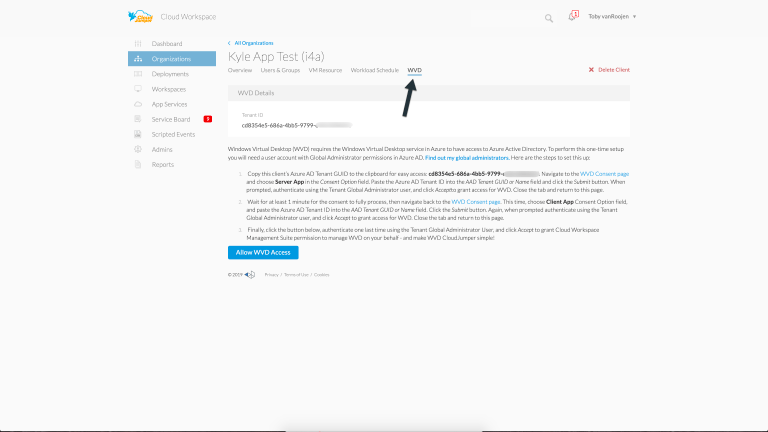 Cloud Workspace
1
Toby vanRooijen
Dashboard
Organizations
Deployments
Workspaces
App Services
Service Board
Scripted Events
Admins
Reports
All Organizations
Kyle App Test (i4a)
Overview Users & Groups VM Resource Workload Schedule WVD
Delete Client
WVD Details
Tenant ID
cd8354e5-686a-4bb5-9799-c
Windows Virtual Desktop (WVD) requires the Windows Virtual Desktop service in Azure to have access to Azure Active Directory. To perform this one-time setup
you will need a user account with Global Administrator permissions in Azure AD. Find out my global administrators. Here are the steps to set this up:
1. Copy this client's Azure AD Tenant GUID to the clipboard for easy access: cd8354e5-686a-4bb5-9799-c . Navigate to the WVD Consent page
and choose Server App in the Consent Option field. Paste the Azure AD Tenant ID into the AAD Tenant GUID or Name field and click the Submit button. When
prompted, authenticate using the Tenant Global Administrator user, and click Accept to grant access for WVD. Close the tab and return to this page.
2. Wait for at least 1 minute for the consent to fully process, then navigate back to the WVD Consent page. This time, choose Client App Consent Option field,
and paste the Azure AD Tenant ID into the AAD Tenant GUID or Name field. Click the Submit button. Again, when prompted authenticate using the Tenant
Global Administrator user, and click Accept to grant access for WVD. Close the tab and return to this page.
3. Finally, click the button below, authenticate one last time using the Tenant Global Administrator User, and click Accept to grant Cloud Workspace
Management Suite permission to manage WVD on your behalf - and make WVD CloudJumper simple!
Allow WVD Access
© 2019
Privacy / Terms of Use / Cookies